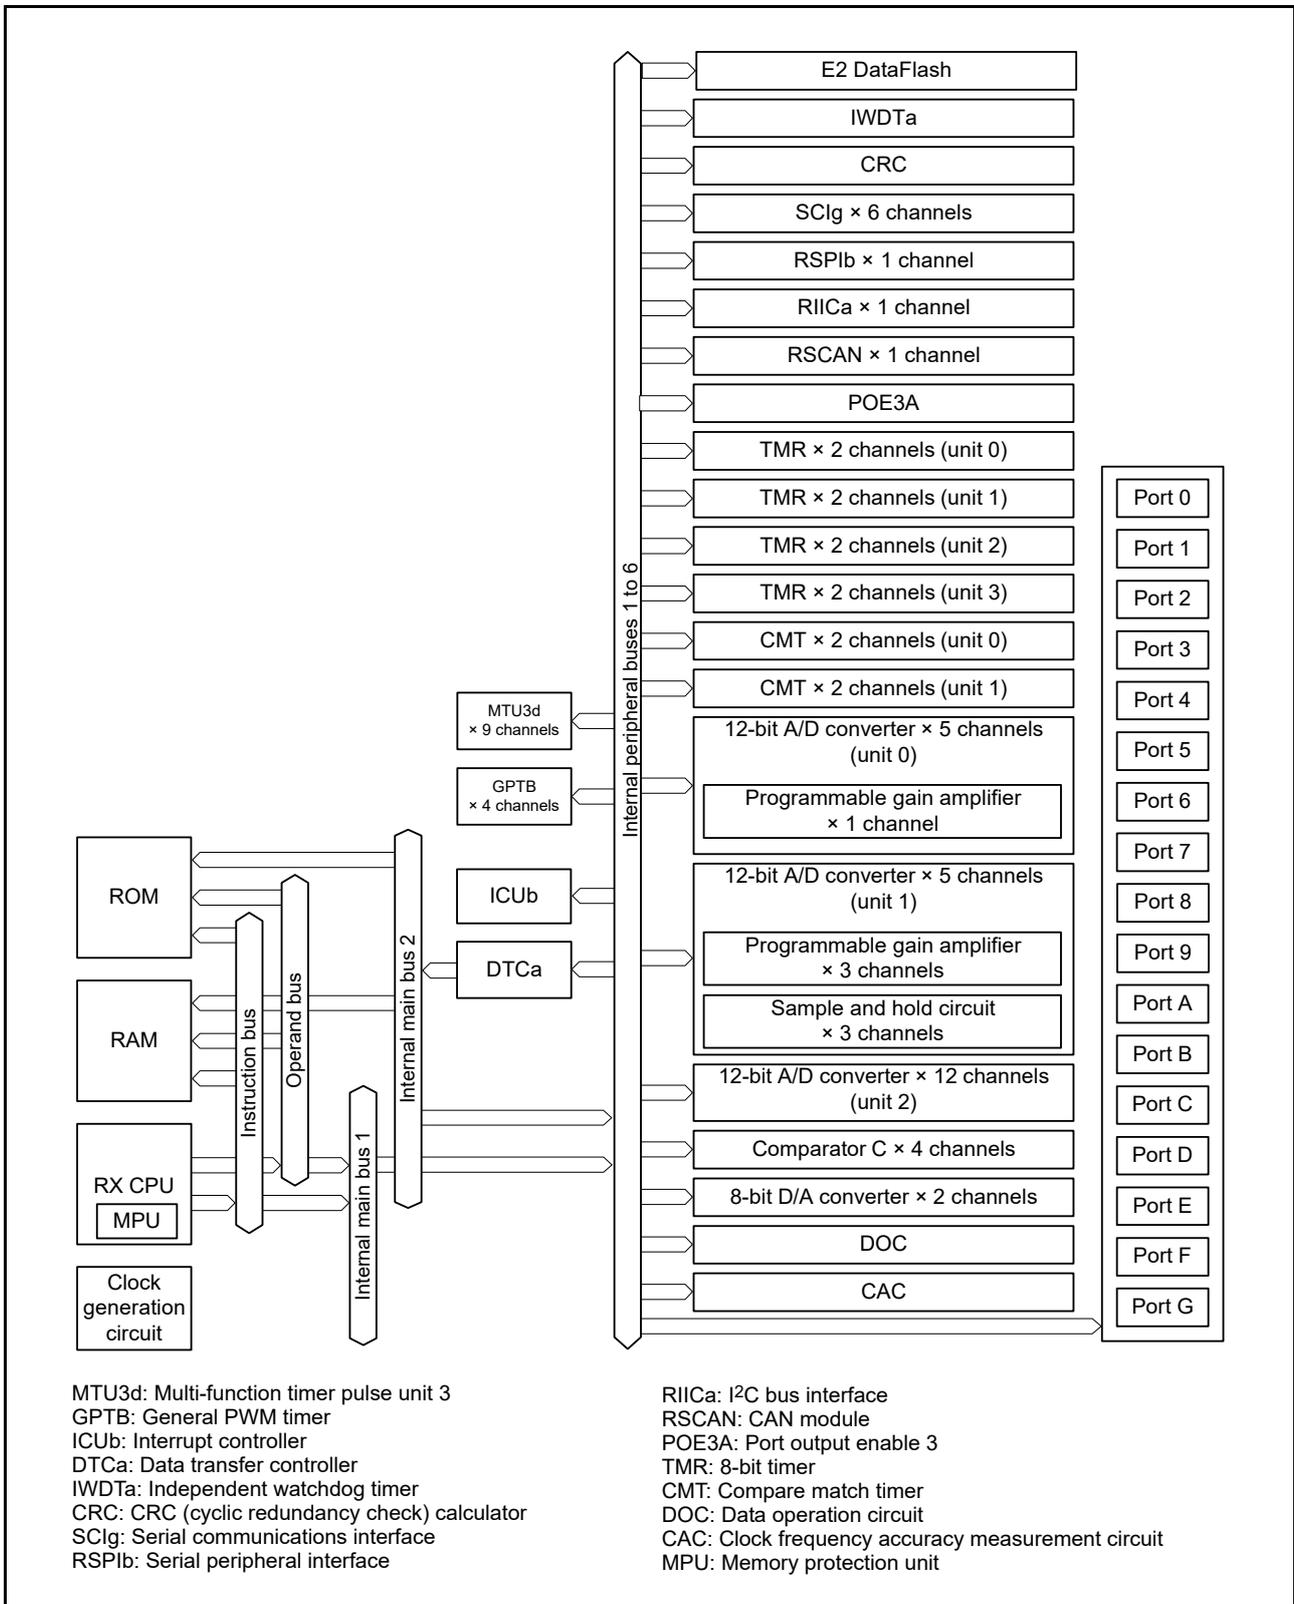 E2 DataFlash
IWDTa
CRC
SCIg × 6 channels
RSPIb × 1 channel
RIICa × 1 channel
RSCAN × 1 channel
POE3A
TMR × 2 channels (unit 0)
TMR × 2 channels (unit 1)
TMR × 2 channels (unit 2)
TMR × 2 channels (unit 3)
CMT × 2 channels (unit 0)
CMT × 2 channels (unit 1)
12-bit A/D converter × 5 channels
(unit 0)
Programmable gain amplifier
× 1 channel
12-bit A/D converter × 5 channels
(unit 1)
Programmable gain amplifier
× 3 channels
Sample and hold circuit
× 3 channels
12-bit A/D converter × 12 channels
(unit 2)
Comparator C × 4 channels
8-bit D/A converter × 2 channels
DOC
CAC
Port 0
Port 1
Port 2
Port 3
Port 4
Port 5
Port 6
Port 7
Port 8
Port 9
Port A
Port B
Port C
Port D
Port E
Port F
Port G
Internal peripheral buses 1 to 6
MTU3d
× 9 channels
GPTB
× 4 channels
ICUb
DTCa
Internal main bus 2
Internal main bus 1
Operand bus
Instruction bus
ROM
RAM
RX CPU
MPU
Clock
generation
circuit
MTU3d: Multi-function timer pulse unit 3
GPTB: General PWM timer
ICUb: Interrupt controller
DTCa: Data transfer controller
IWDTa: Independent watchdog timer
CRC: CRC (cyclic redundancy check) calculator
SCIg: Serial communications interface
RSPIb: Serial peripheral interface
RIICa: I²C bus interface
RSCAN: CAN module
POE3A: Port output enable 3
TMR: 8-bit timer
CMT: Compare match timer
DOC: Data operation circuit
CAC: Clock frequency accuracy measurement circuit
MPU: Memory protection unit